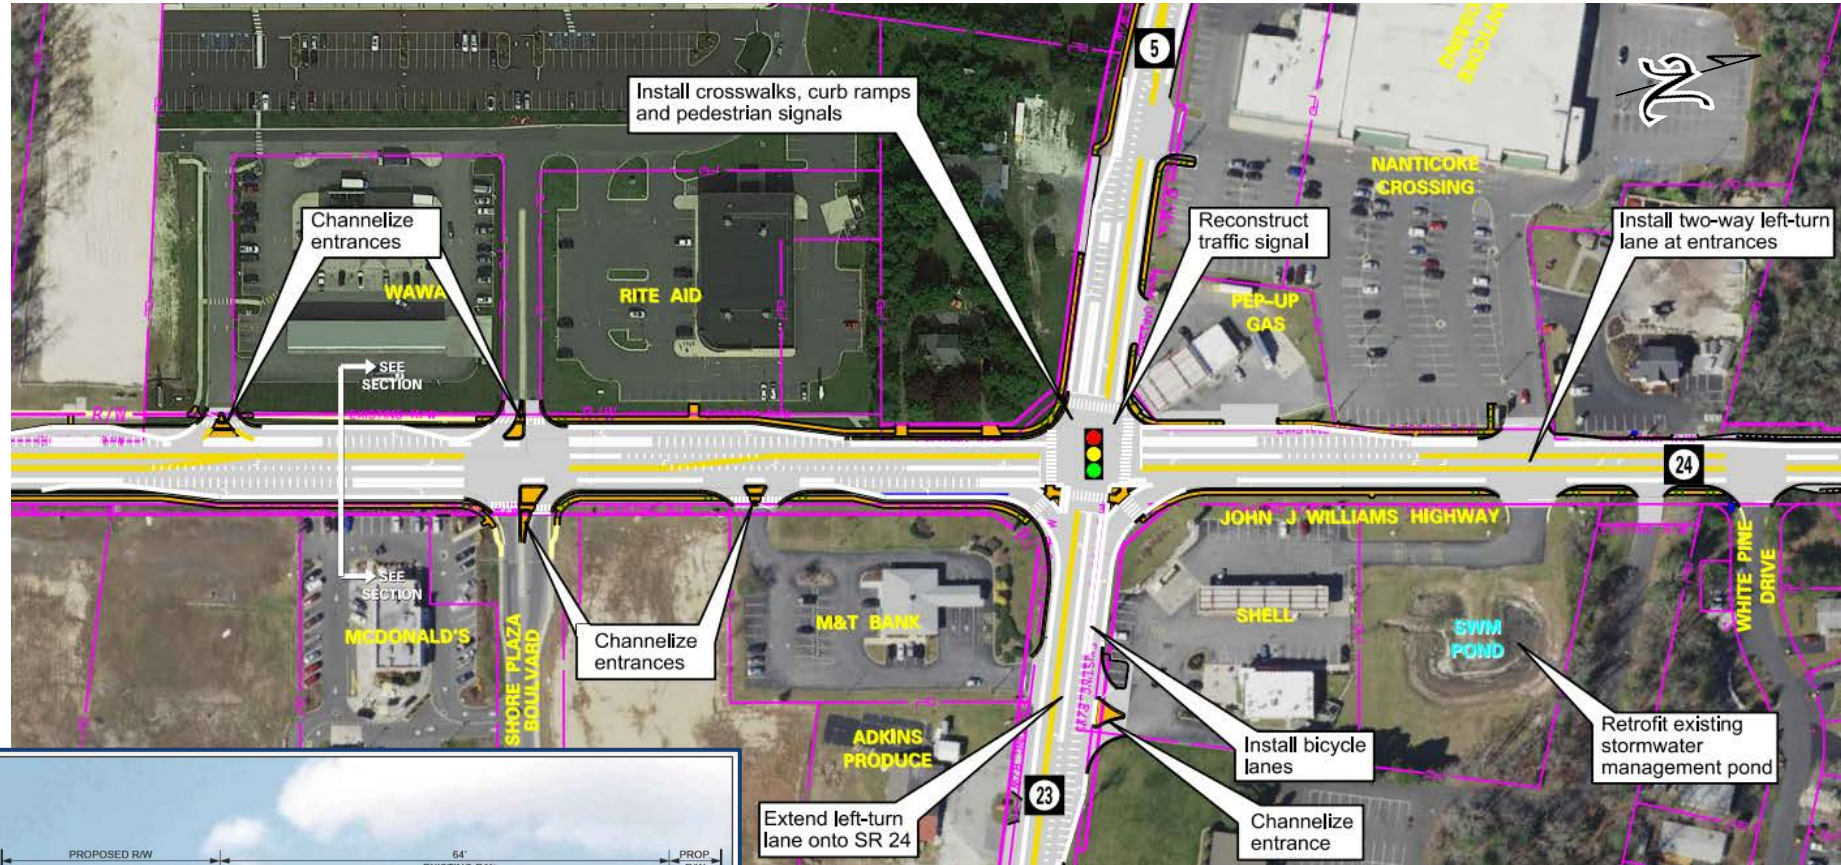 5
Install crosswalks, curb ramps
and pedestrian signals
NANTICOKE
CROSSING
Channelize
entrances
Reconstruct
traffic signal
Install two-way left-turn
lane at entrances
WAWA
RITE AID
PEP-UP
GAS
SEE
SECTION
R/W
R/W
24
JOHN J WILLIAMS HIGHWAY
SEE
SECTION
MCDONALD'S
SHORE PLAZA
BOULVARD
Channelize
entrances
M&T BANK
SHELL
SWM
POND
WHITE PINE
DRIVE
ADKINS
PRODUCE
Install bicycle
lanes
Retrofit existing
stormwater
management pond
23
Extend left-turn
lane onto SR 24
Channelize
entrance
PROPOSED R/W
64'
PROP